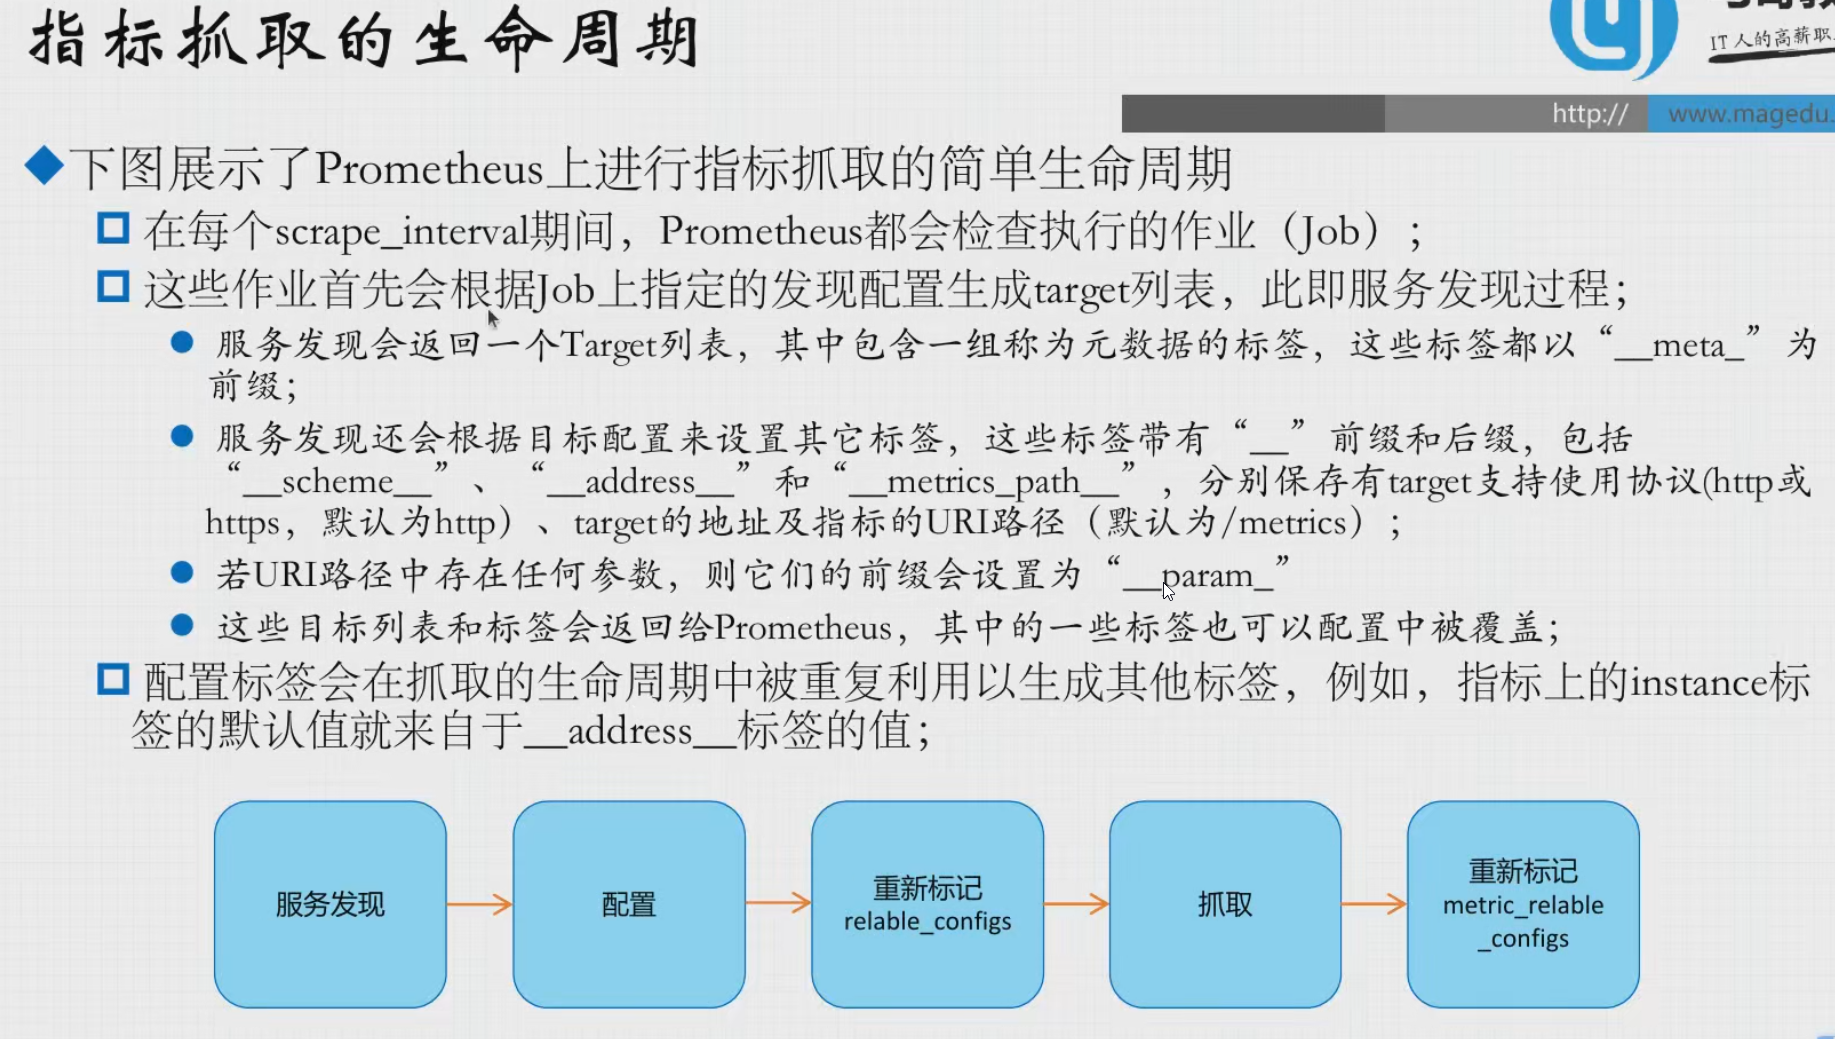 指标抓取的生命周期
IT人的高薪职
http:// www.magedu.
下图展示了Prometheus上进行指标抓取的简单生命周期
在每个scrape_interval期间，Prometheus都会检查执行的作业（Job）；
这些作业首先会根据Job上指定的发现配置生成target列表，此即服务发现过程；
服务发现会返回一个Target列表，其中包含一组称为元数据的标签，这些标签都以“__meta_”为
前缀；
服务发现还会根据目标配置来设置其它标签，这些标签带有“__”前缀和后缀，包括
“__scheme__”、“__address__”和“__metrics_path__”，分别保存有target支持使用协议(http或
https，默认为http）、target的地址及指标的URI路径（默认为/metrics）；
若URI路径中存在任何参数，则它们的前缀会设置为“__param_”
这些目标列表和标签会返回给Prometheus，其中的一些标签也可以配置中被覆盖；
配置标签会在抓取的生命周期中被重复利用以生成其他标签，例如，指标上的instance标
签的默认值就来自于__address__标签的值；
服务发现
配置
重新标记
relable_configs
抓取
重新标记
metric_relable
_configs